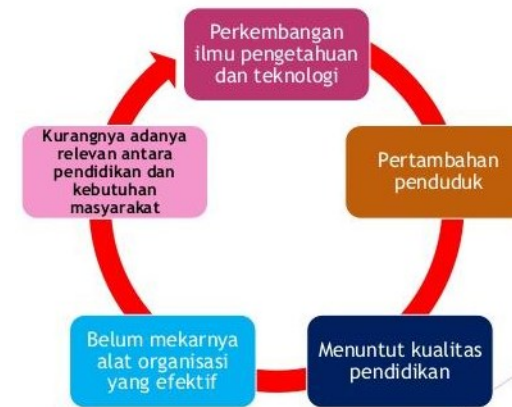 Perkembangan
ilmu pengetahuan
dan teknologi
Pertambahan
penduduk
Menuntut kualitas
pendidikan
Belum mekarnya
alat organisasi
yang efektif
Kurangnya adanya
relevan antara
pendidikan dan
kebutuhan
masyarakat